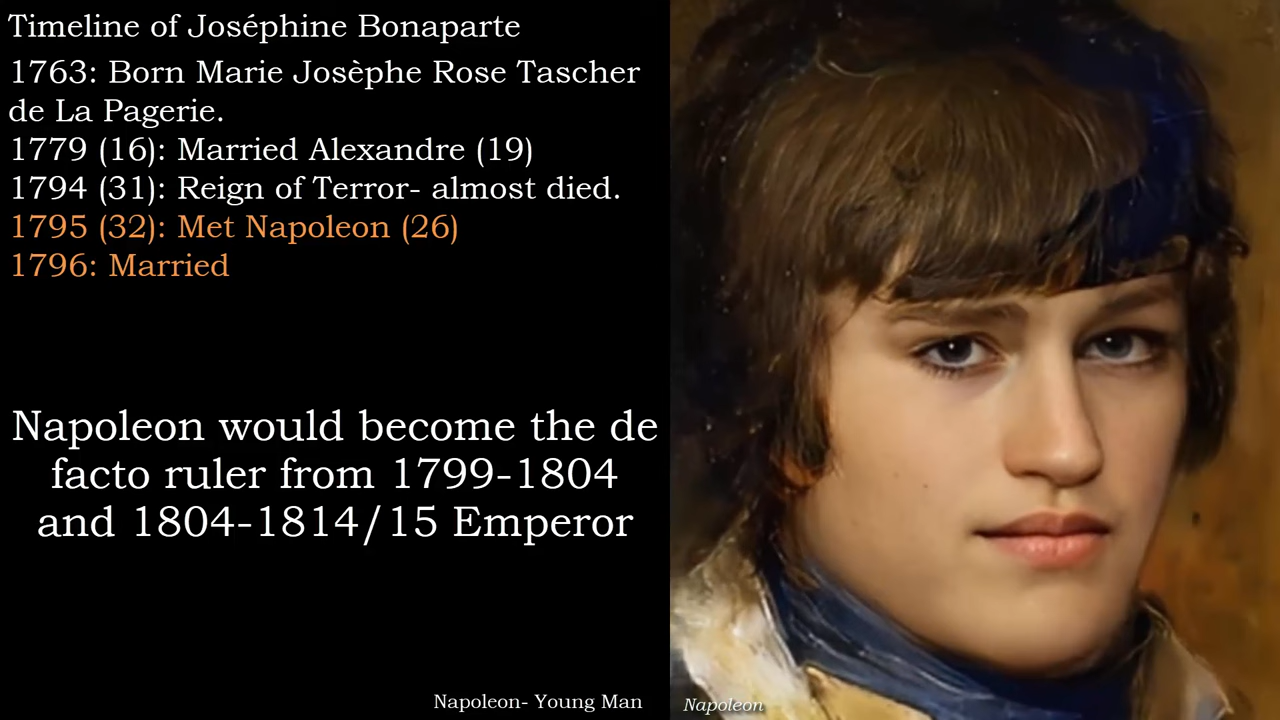 Timeline of Joséphine Bonaparte
1763: Born Marie Josèphe Rose Tascher
de La Pagerie.
1779 (16): Married Alexandre (19)
1794 (31): Reign of Terror- almost died.
1795 (32): Met Napoleon (26)
1796: Married
Napoleon would become the de
facto ruler from 1799-1804
and 1804-1814/15 Emperor
Napoleon- Young Man
Napoleon